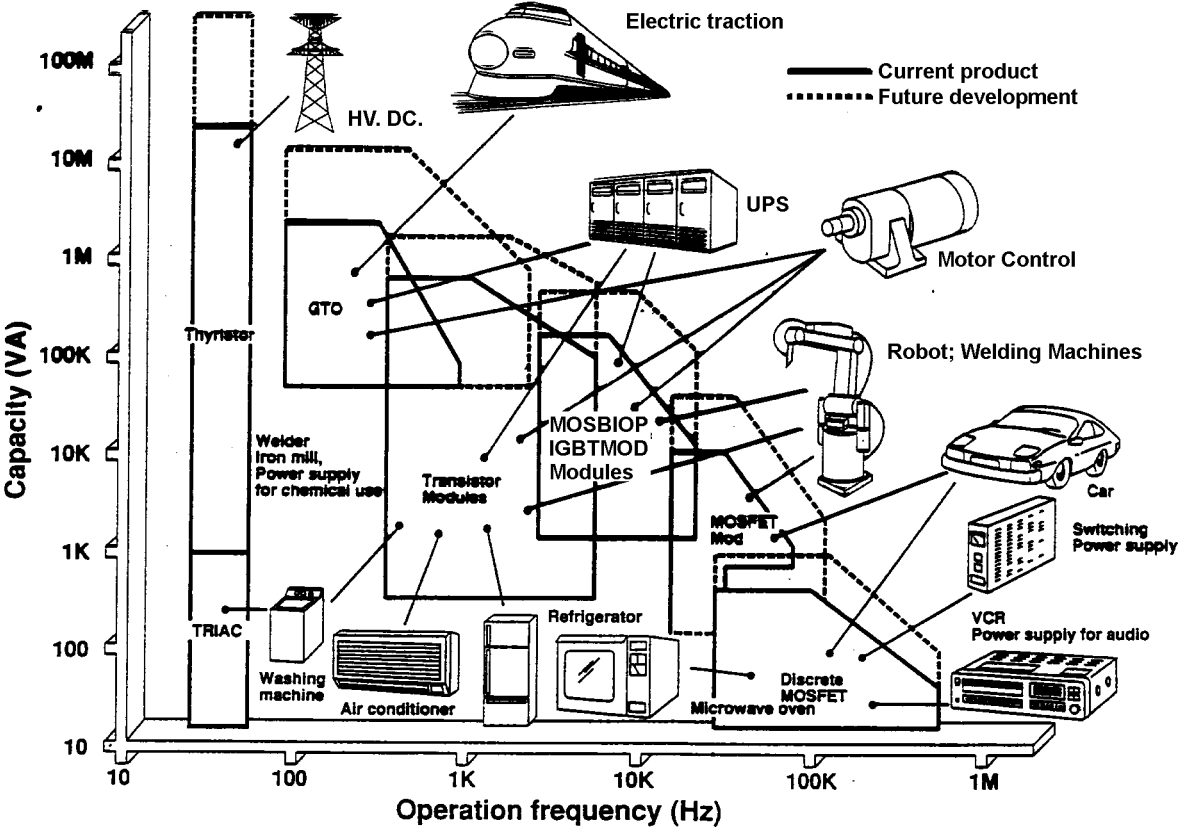 Electric traction
100M
Current product
Future development
HV. DC.
10M
UPS
1M
Motor Control
GTO
Thyristor
100K
Robot; Welding Machines
Capacity (VA)
MOSBIOP
IGBTMOD
Modules
Welder
Iron mill,
Power supply
for chemical use
10K
Transistor
Modules
Car
MOSFET
Mod
Switching
Power supply
1K
TRIAC
Refrigerator
VCR
Power supply for audio
100
Washing
machine
Air conditioner
Discrete
MOSFET
Microwave oven
10
10
100
1K
10K
100K
1M
Operation frequency (Hz)